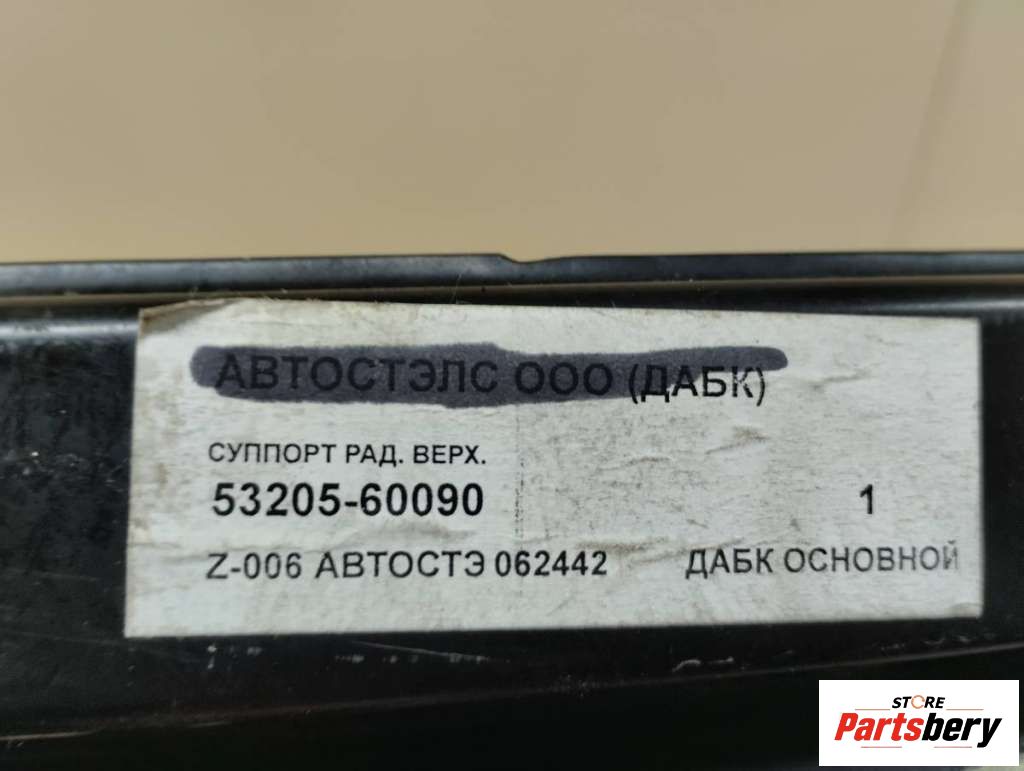 АВТОСТЭЛС ООО (ДАБК)
СУППОРТ РАД. ВЕРХ.
53205-60090 1
Z-006 АВТОСТЭ 062442 ДАБК ОСНОВНОЙ
STORE
Partsbery